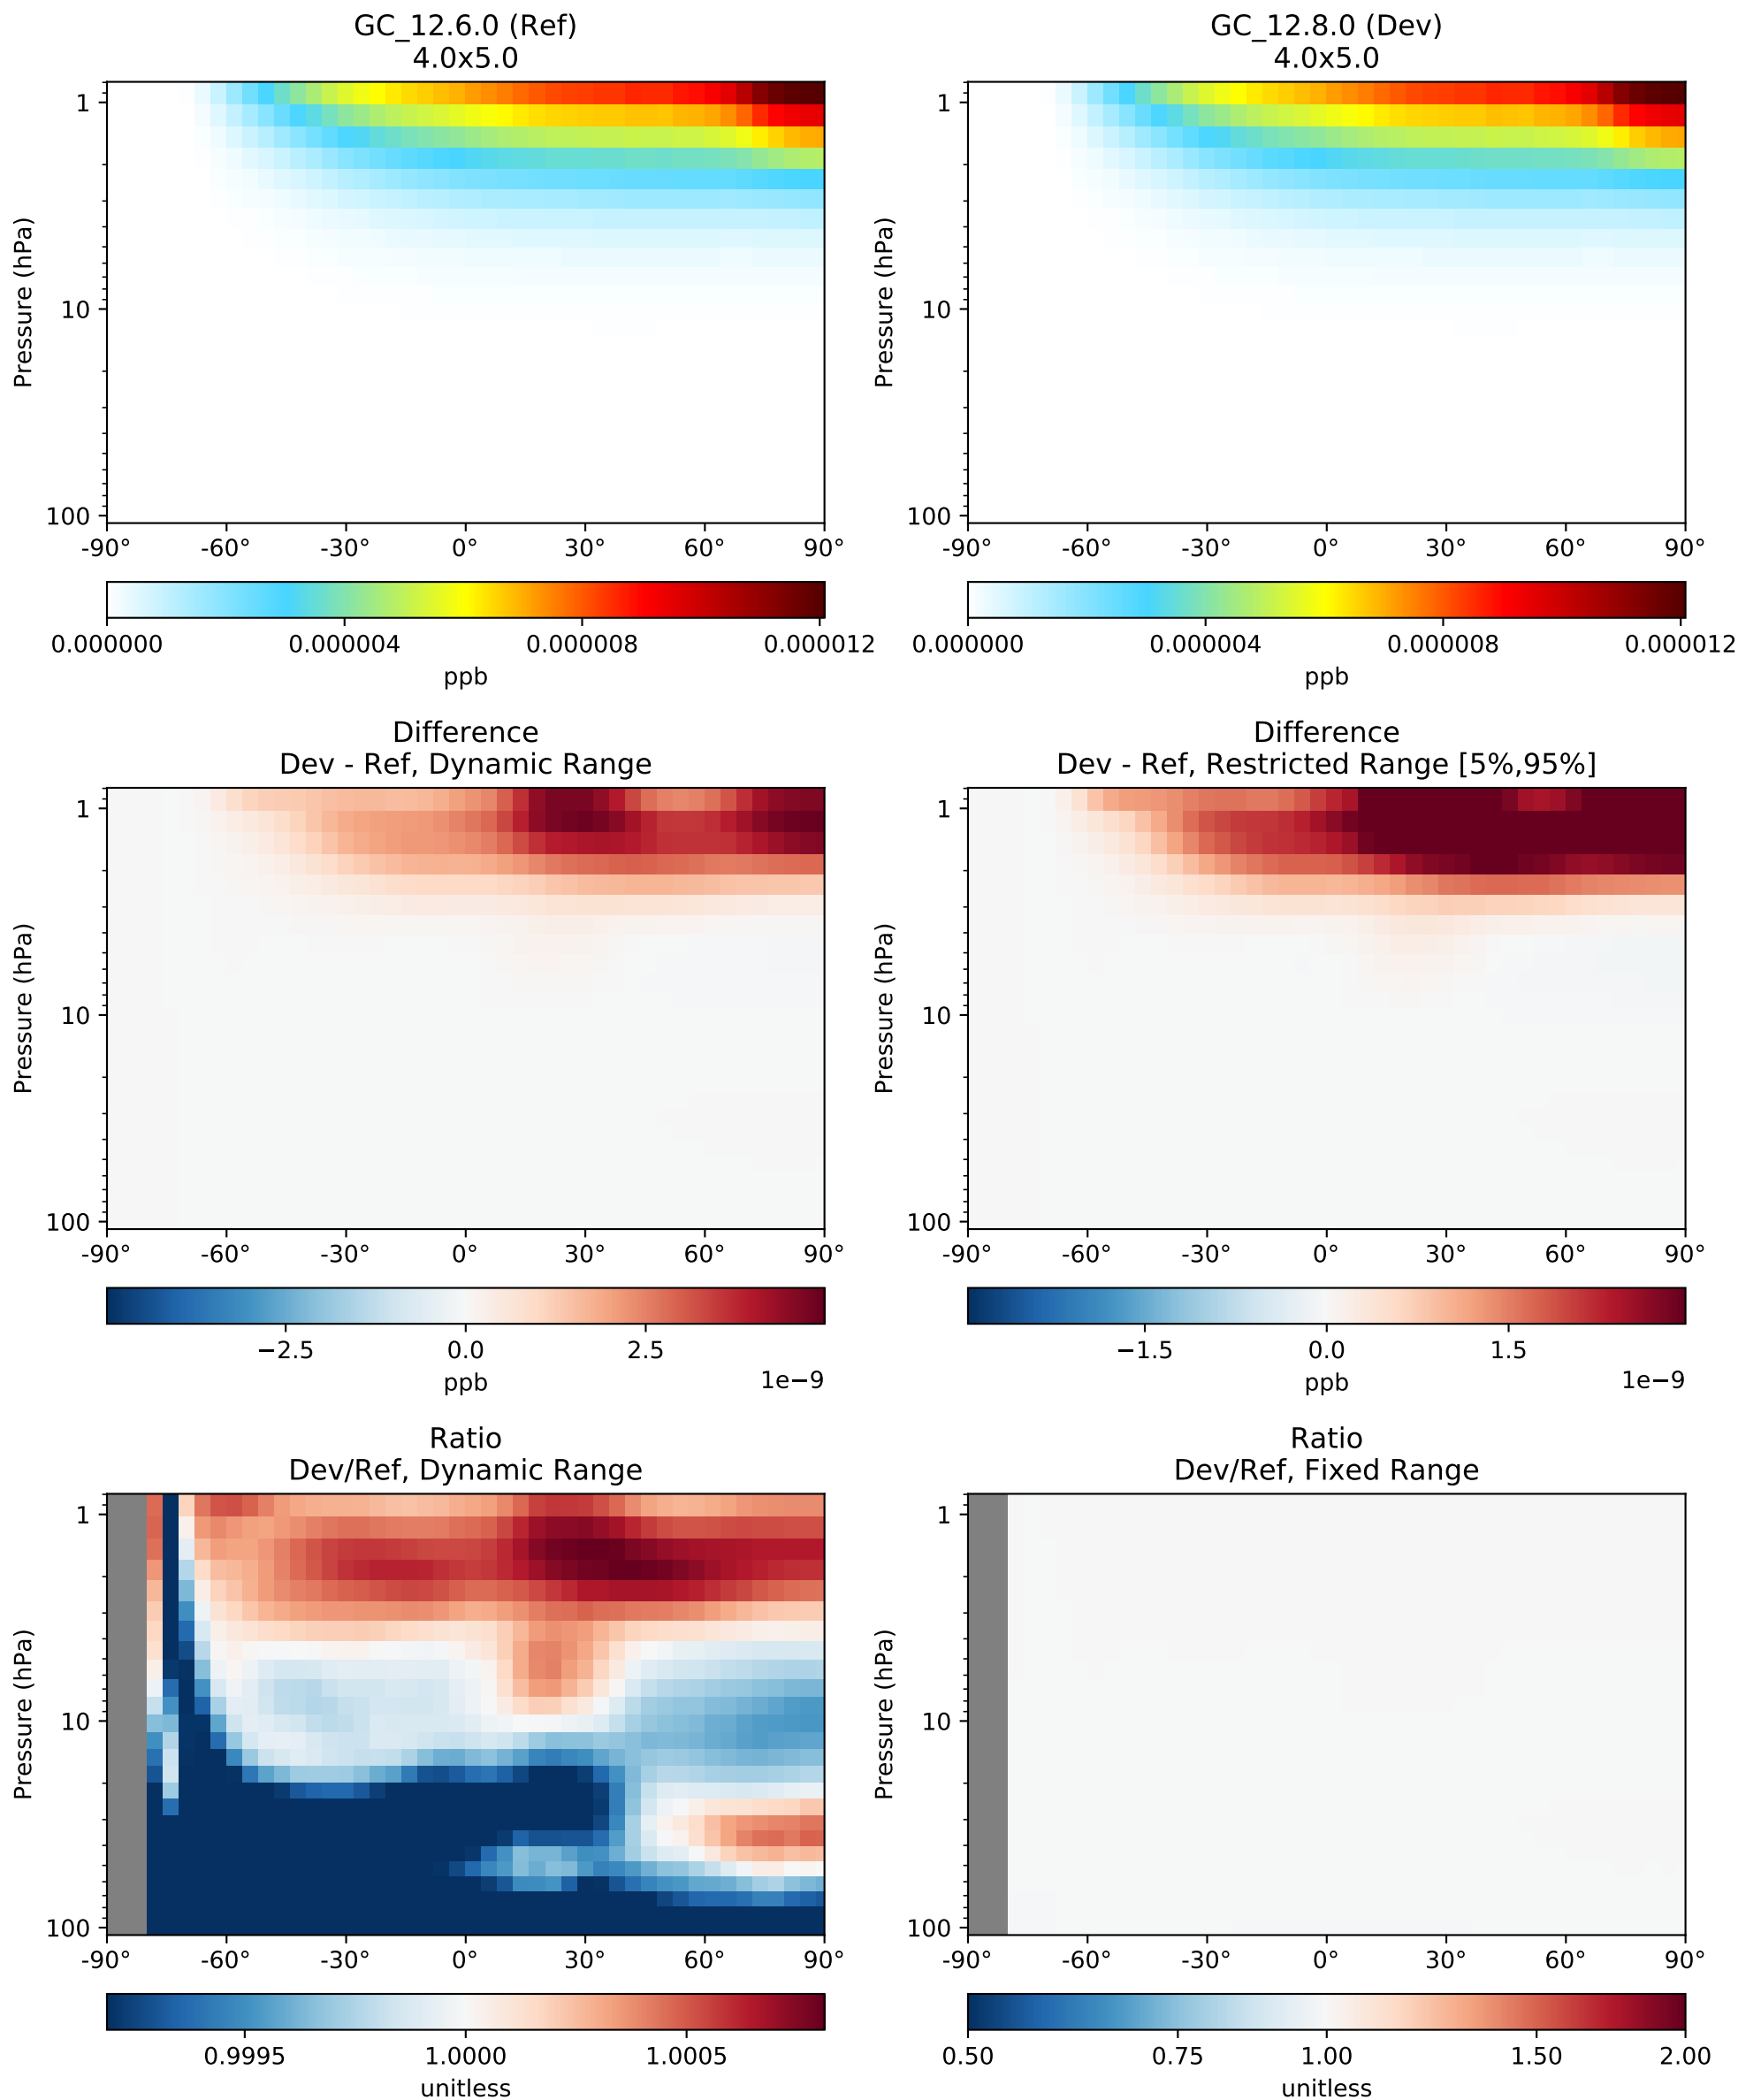 GC_12.6.0 (Ref)
4.0x5.0
Pressure (hPa)
1
10
100
-90° -60° -30° 0° 30° 60° 90°
0.000000 0.000004 0.000008 0.000012
ppb
GC_12.8.0 (Dev)
4.0x5.0
Pressure (hPa)
1
10
100
-90° -60° -30° 0° 30° 60° 90°
0.000000 0.000004 0.000008 0.000012
ppb
Difference
Dev - Ref, Dynamic Range
Pressure (hPa)
1
10
100
-90° -60° -30° 0° 30° 60° 90°
−2.5 0.0 2.5
ppb 1e−9
Difference
Dev - Ref, Restricted Range [5%,95%]
Pressure (hPa)
1
10
100
-90° -60° -30° 0° 30° 60° 90°
−1.5 0.0 1.5
ppb 1e−9
Ratio
Dev/Ref, Dynamic Range
Pressure (hPa)
1
10
100
-90° -60° -30° 0° 30° 60° 90°
0.9995 1.0000 1.0005
unitless
Ratio
Dev/Ref, Fixed Range
Pressure (hPa)
1
10
100
-90° -60° -30° 0° 30° 60° 90°
0.50 0.75 1.00 1.50 2.00
unitless